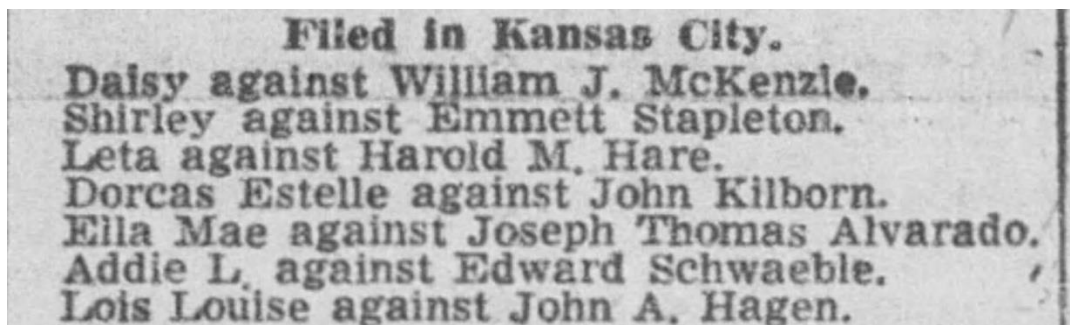 Filed in Kansas City.
Daisy against William J. McKenzie.
Shirley against Emmett Stapleton.
Leta against Harold M. Hare.
Dorcas Estelle against John Kilborn.
Ella Mae against Joseph Thomas Alvarado.
Addie L. against Edward Schwaeble.
Lois Louise against John A. Hagen.